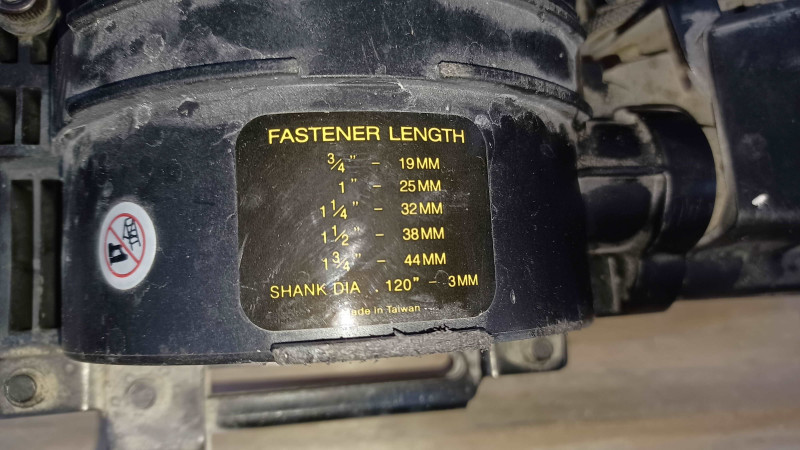 FASTENER LENGTH
3/4" - 19MM
1" - 25MM
1 1/4" - 32MM
1 1/2" - 38MM
1 3/4" - 44MM
SHANK DIA .120" - 3MM
Made in Taiwan